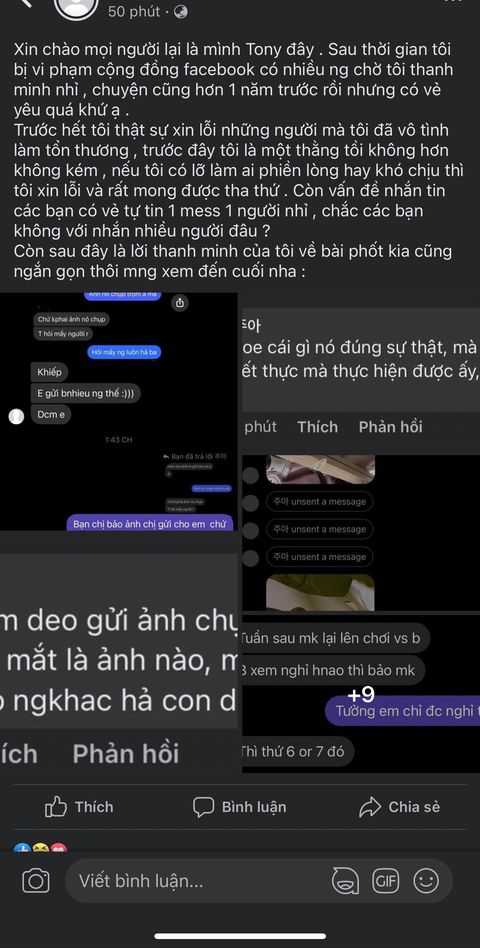 50 phút ·
Xin chào mọi người lại là mình Tony đây . Sau thời gian tôi
bị vi phạm cộng đồng facebook có nhiều ng chờ tôi thanh
minh nhỉ , chuyện cũng hơn 1 năm trước rồi nhưng có vẻ
yêu quá khứ ạ .
Trước hết tôi thật sự xin lỗi những người mà tôi đã vô tình
làm tổn thương , trước đây tôi là một thằng tồi không hơn
không kém , nếu tôi có lỡ làm ai phiền lòng hay khó chịu thì
tôi xin lỗi và rất mong được tha thứ . Còn vấn đề nhắn tin
các bạn có vẻ tự tin 1 mess 1 người nhỉ , chắc các bạn
không với nhắn nhiều người đâu ?
Còn sau đây là lời thanh minh của tôi về bài phốt kia cũng
ngắn gọn thôi mng xem đến cuối nha :
Anh nó chụp trộm a mà
Chứ kphai ảnh nó chụp
T hỏi mấy người r
Hỏi mấy ng luôn hả ba
Khiếp
E gửi bnhieu ng thế :)))
Dcm e
1:43 CH
Bạn đã trả lời 주아
Bạn chị bảo ảnh chị gửi cho em chứ
주아
oe cái gì nó đúng sự thật, mà
ết thực mà thực hiện được ấy,
phút Thích Phản hồi
주아 unsent a message
주아 unsent a message
주아 unsent a message
m deo gửi ảnh chụ
mắt là ảnh nào, m
ngkhac hả con d
ích Phản hồi
Tuần sau mk lại lên chơi vs b
B xem nghỉ hnao thì bảo mk
+9
Tưởng em chỉ đc nghỉ t
Thì thứ 6 or 7 đó
Thích Bình luận Chia sẻ
Viết bình luận...
GIF